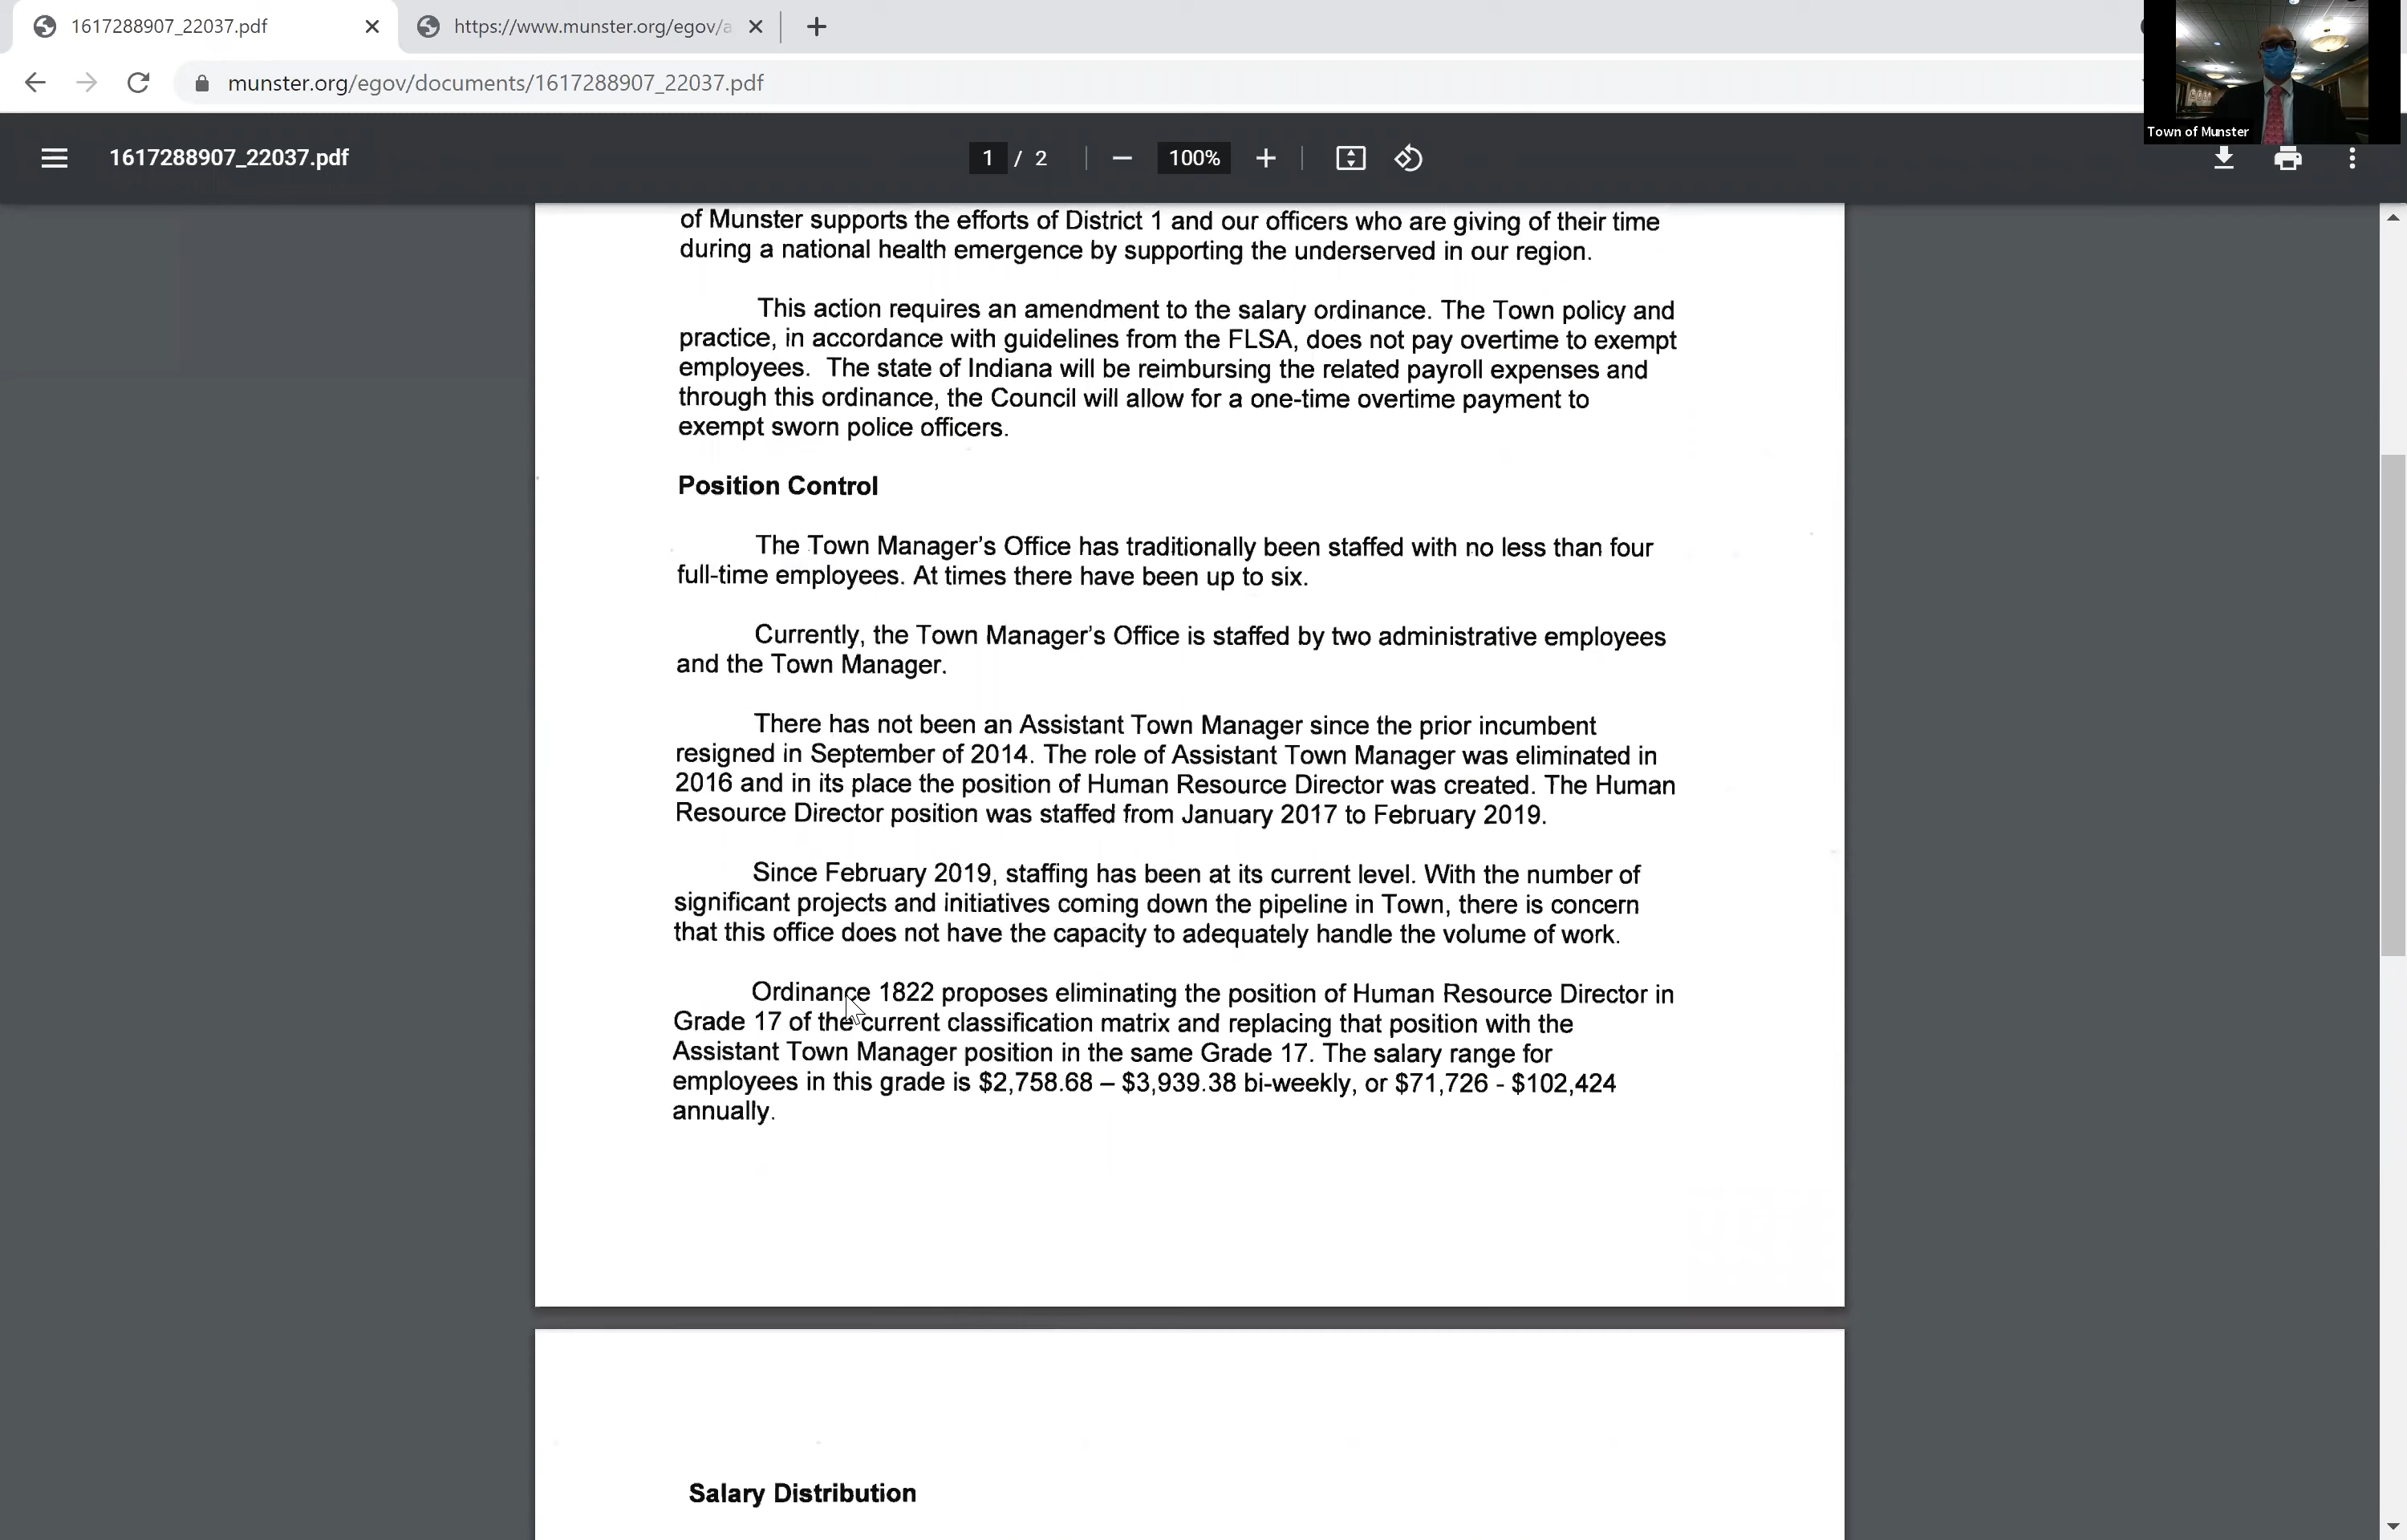 1617288907_22037.pdf
https://www.munster.org/egov/a
munster.org/egov/documents/1617288907_22037.pdf
Town of Munster
1617288907_22037.pdf
1 / 2
100%
of Munster supports the efforts of District 1 and our officers who are giving of their time
during a national health emergence by supporting the underserved in our region.
This action requires an amendment to the salary ordinance. The Town policy and
practice, in accordance with guidelines from the FLSA, does not pay overtime to exempt
employees. The state of Indiana will be reimbursing the related payroll expenses and
through this ordinance, the Council will allow for a one-time overtime payment to
exempt sworn police officers.
Position Control
The Town Manager's Office has traditionally been staffed with no less than four
full-time employees. At times there have been up to six.
Currently, the Town Manager's Office is staffed by two administrative employees
and the Town Manager.
There has not been an Assistant Town Manager since the prior incumbent
resigned in September of 2014. The role of Assistant Town Manager was eliminated in
2016 and in its place the position of Human Resource Director was created. The Human
Resource Director position was staffed from January 2017 to February 2019.
Since February 2019, staffing has been at its current level. With the number of
significant projects and initiatives coming down the pipeline in Town, there is concern
that this office does not have the capacity to adequately handle the volume of work.
Ordinance 1822 proposes eliminating the position of Human Resource Director in
Grade 17 of the current classification matrix and replacing that position with the
Assistant Town Manager position in the same Grade 17. The salary range for
employees in this grade is $2,758.68 – $3,939.38 bi-weekly, or $71,726 - $102,424
annually.
Salary Distribution